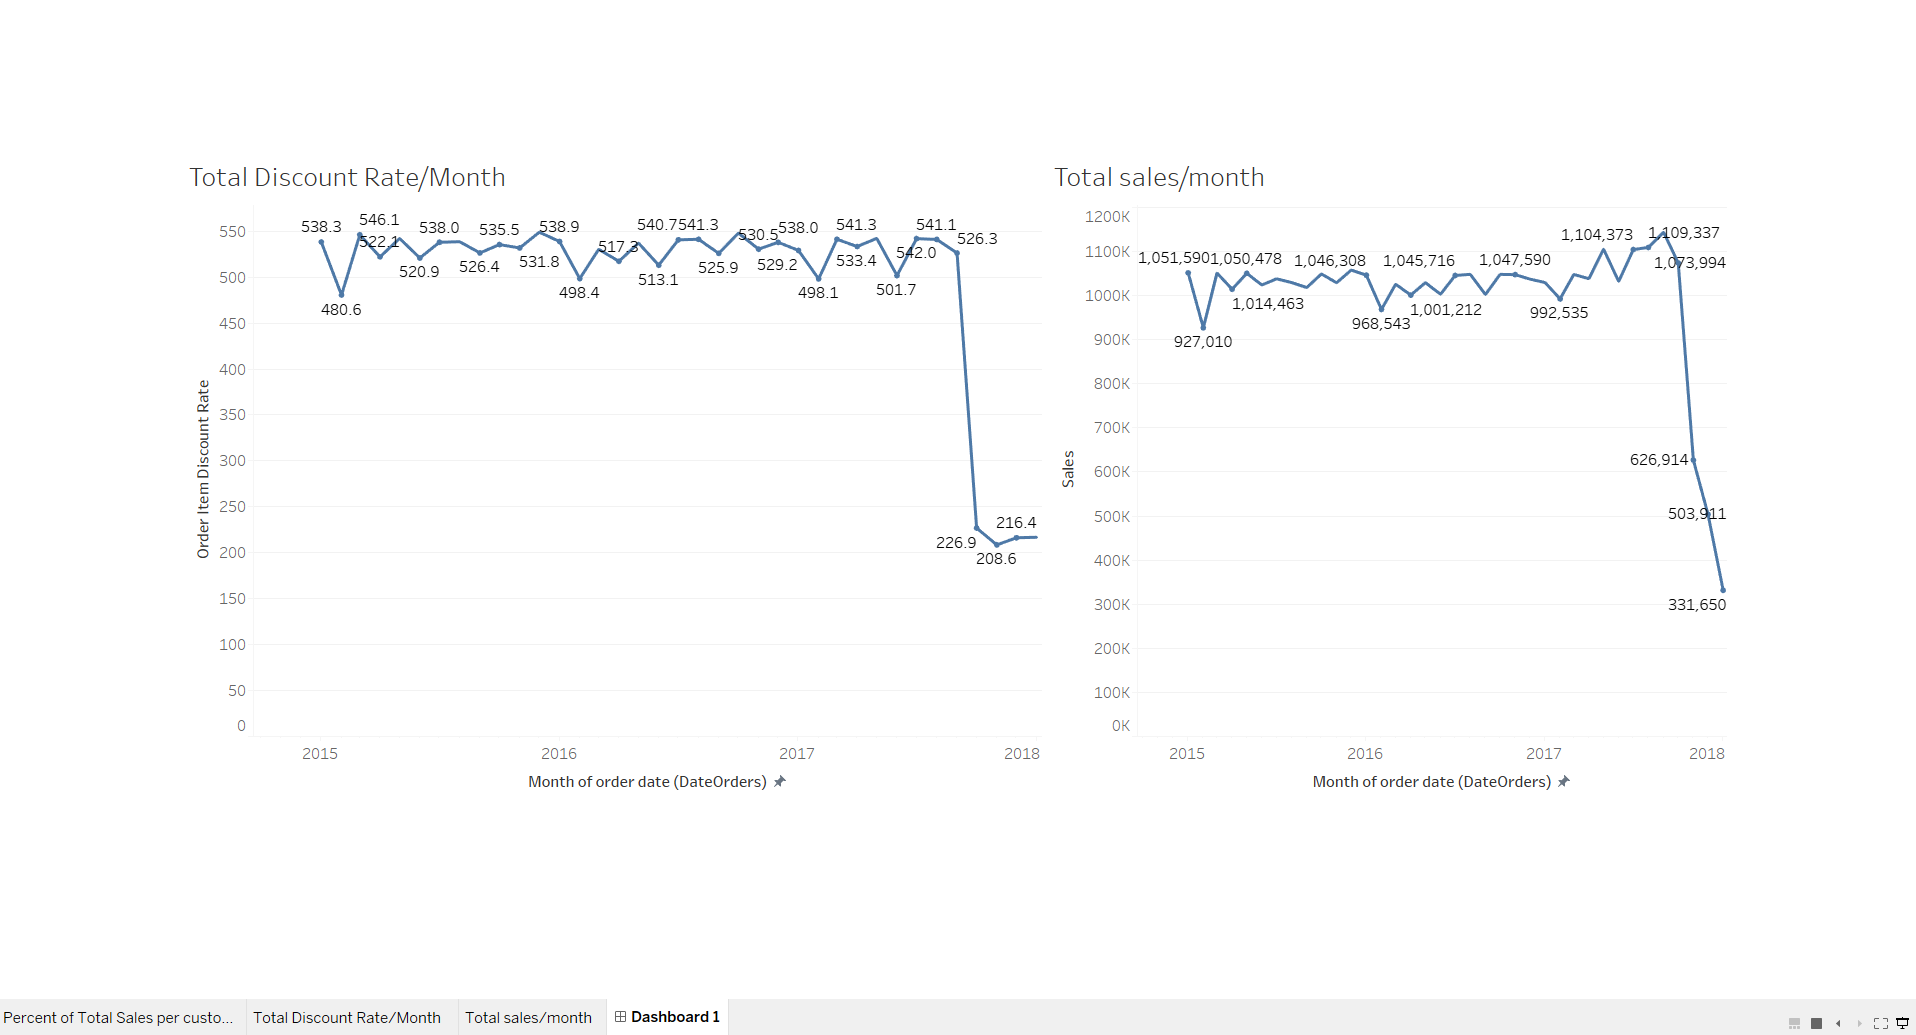 Total Discount Rate/Month
Order Item Discount Rate
550
500
450
400
350
300
250
200
150
100
50
0
538.3
480.6
546.1
522.1
520.9
538.0
526.4
535.5
531.8
538.9
498.4
517.3
513.1
540.7
541.3
525.9
530.5
529.2
538.0
498.1
541.3
533.4
501.7
542.0
541.1
526.3
226.9
208.6
216.4
2015
2016
2017
2018
Month of order date (DateOrders)
Total sales/month
Sales
1200K
1100K
1000K
900K
800K
700K
600K
500K
400K
300K
200K
100K
0K
1,051,590
927,010
1,050,478
1,014,463
1,046,308
968,543
1,045,716
1,001,212
1,047,590
992,535
1,104,373
1,109,337
1,073,994
626,914
503,911
331,650
2015
2016
2017
2018
Month of order date (DateOrders)
Percent of Total Sales per custo...
Total Discount Rate/Month
Total sales/month
Dashboard 1